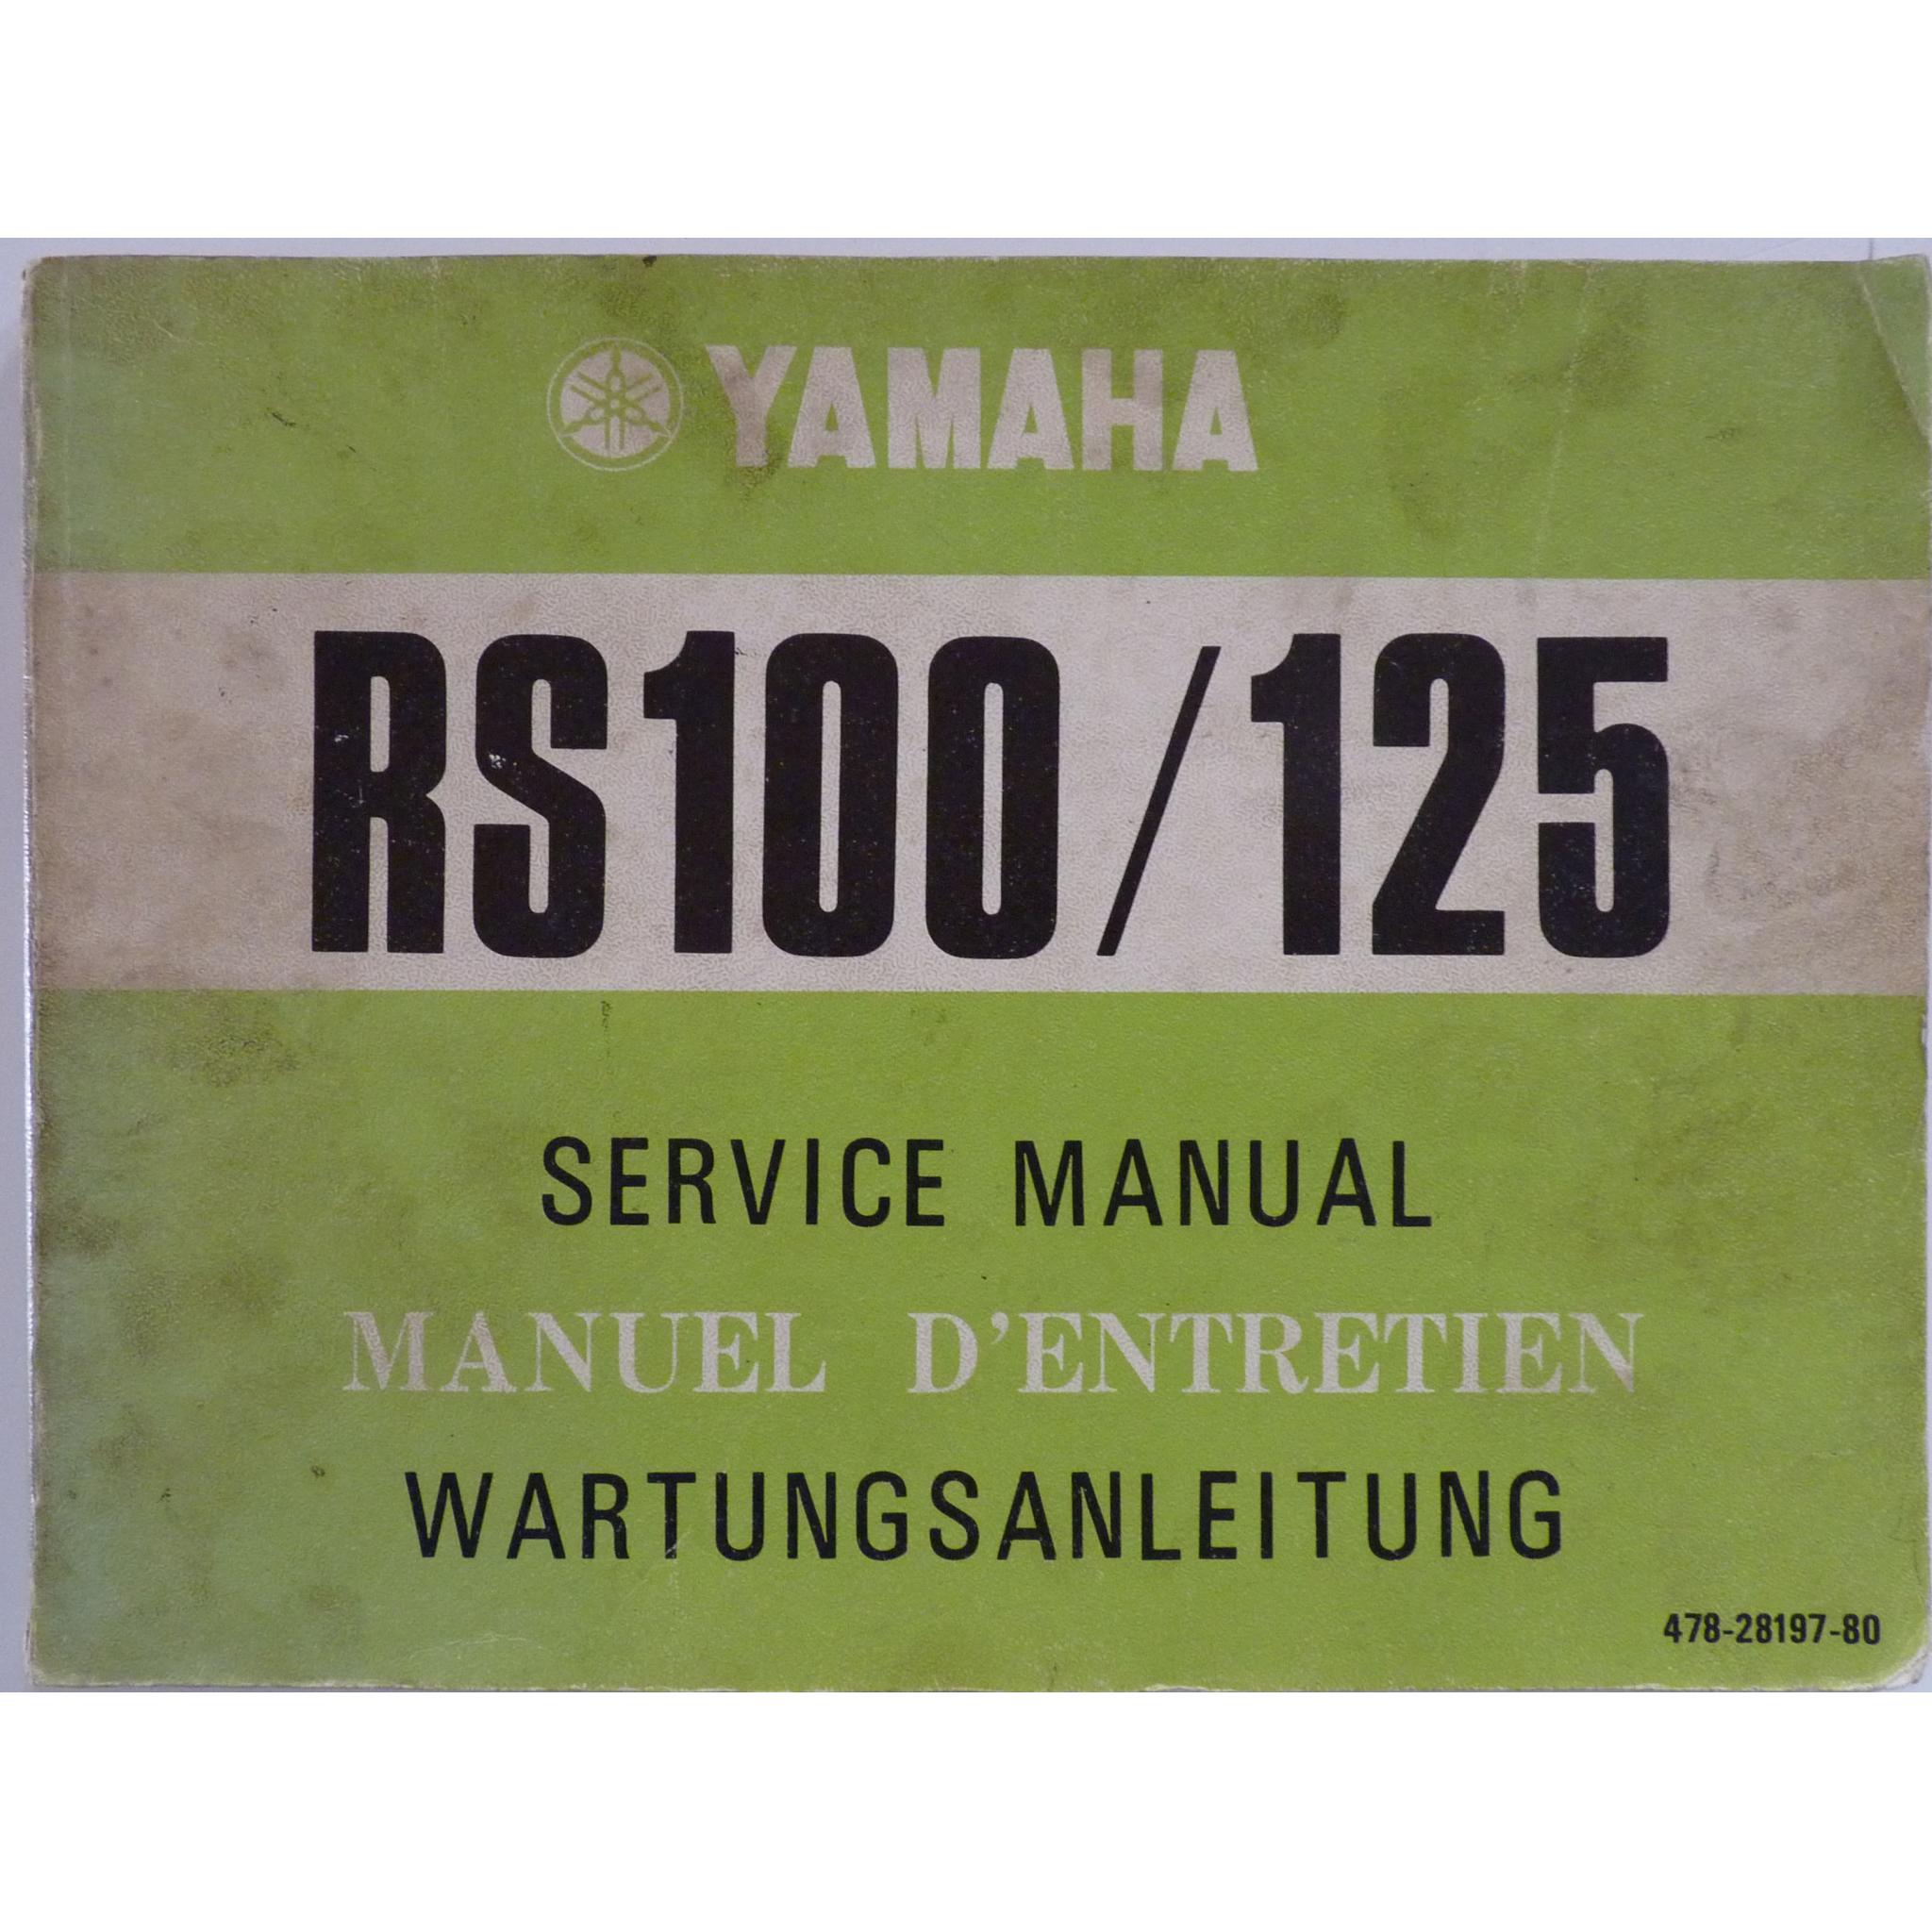 YAMAHA
RS100/125
SERVICE MANUAL
MANUEL D'ENTRETIEN
WARTUNGSANLEITUNG
478-28197-80